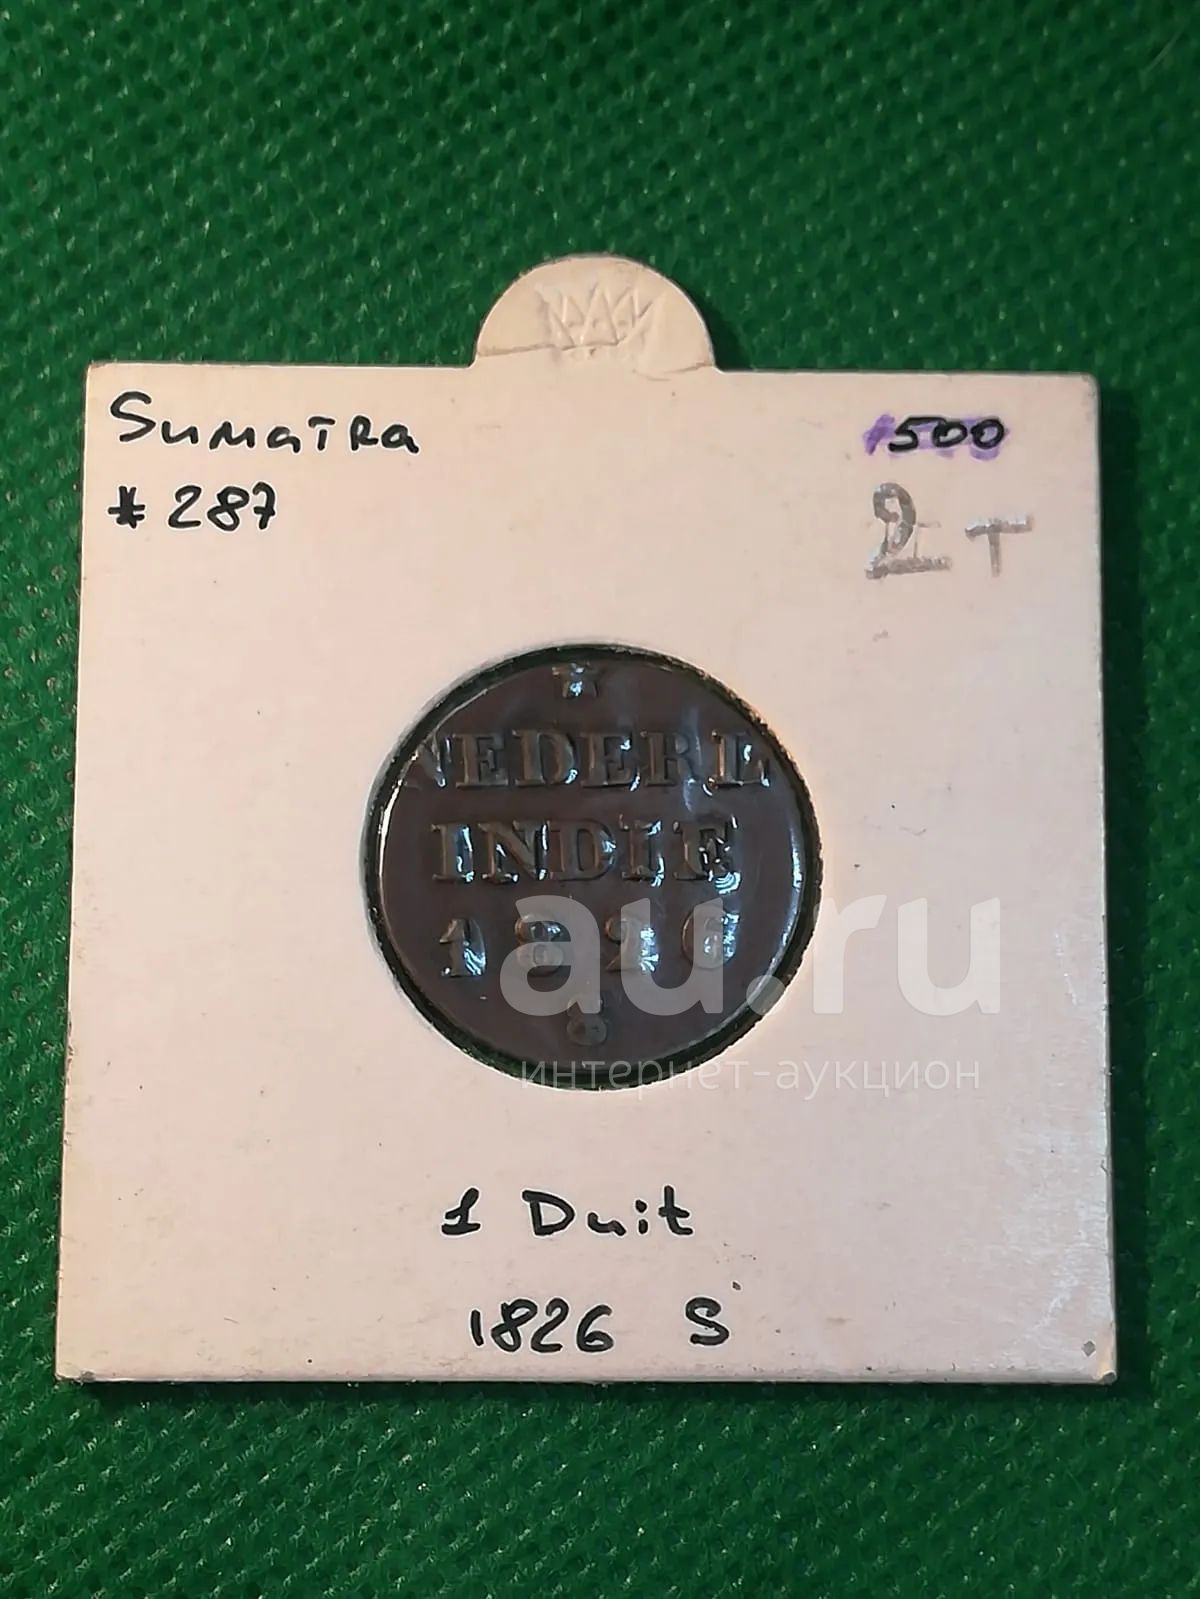 Sumatra
# 287
500
2 T
NEDERL
INDIE
1826
S
au.ru
интернет-аукцион
1 Duit
1826 S